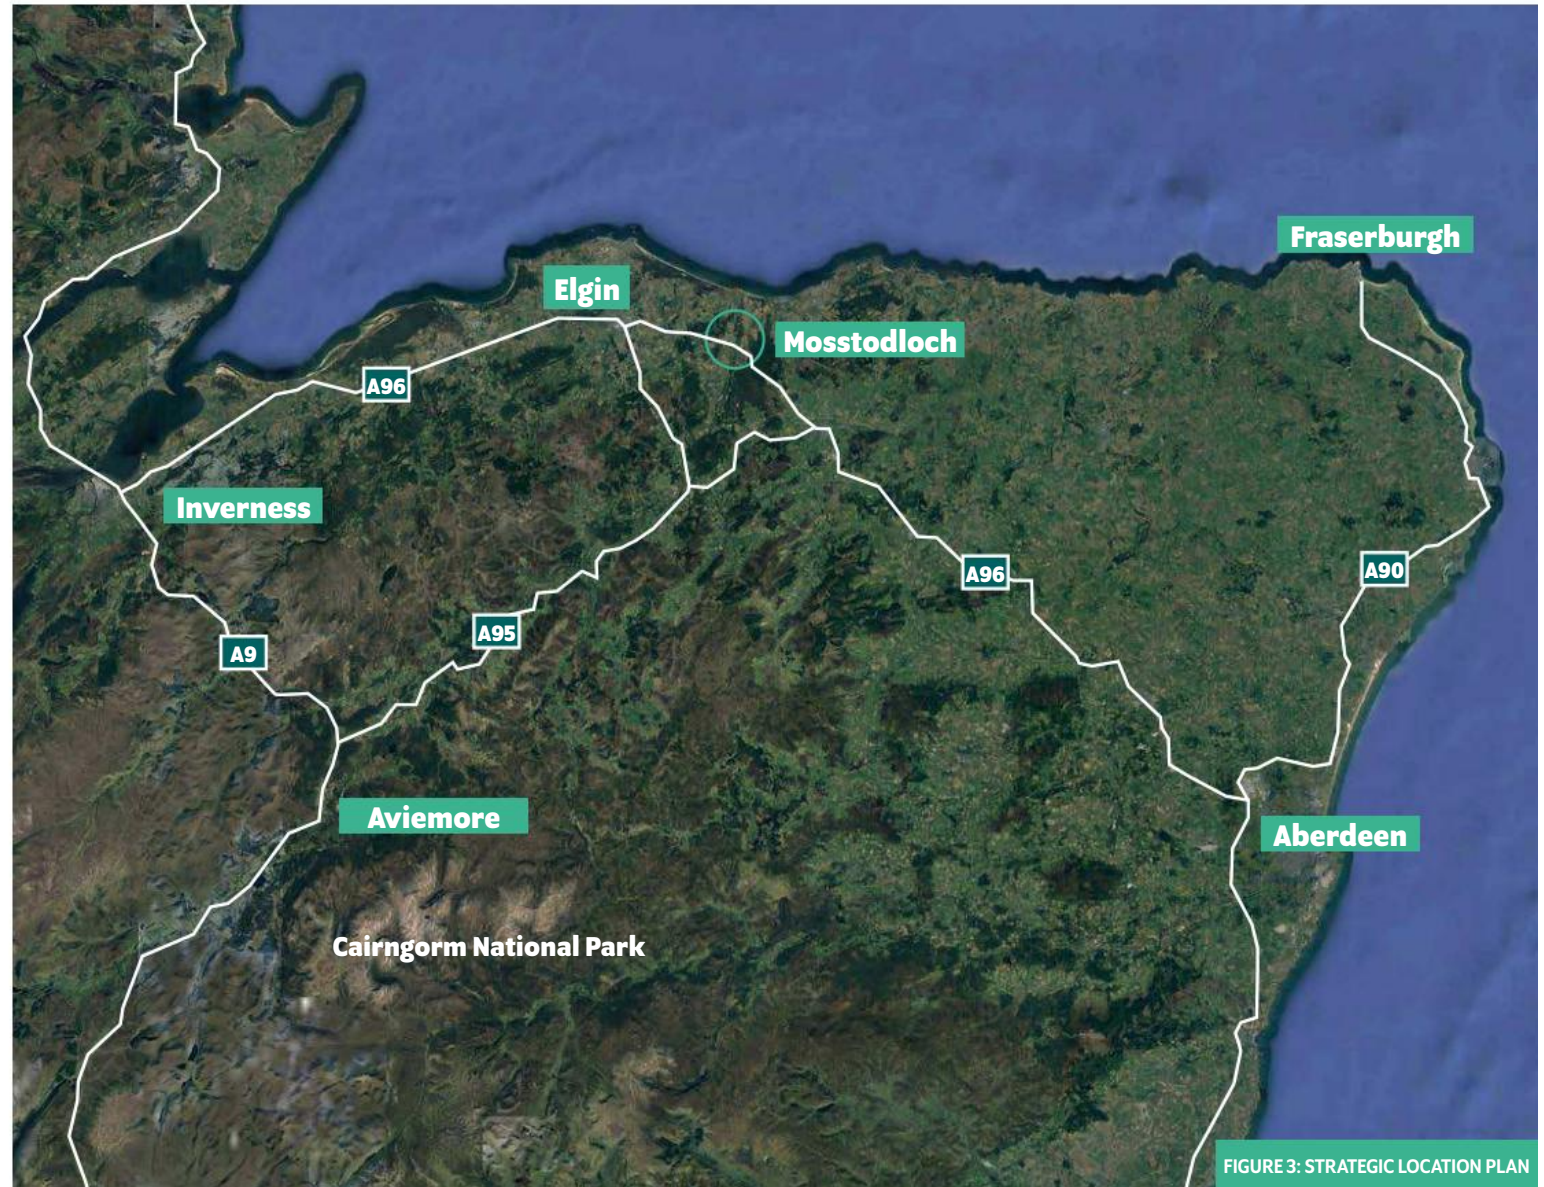 Fraserburgh
Elgin
Mosstodloch
A96
Inverness
A96
A90
A95
A9
Aviemore
Aberdeen
Cairngorm National Park
FIGURE 3: STRATEGIC LOCATION PLAN